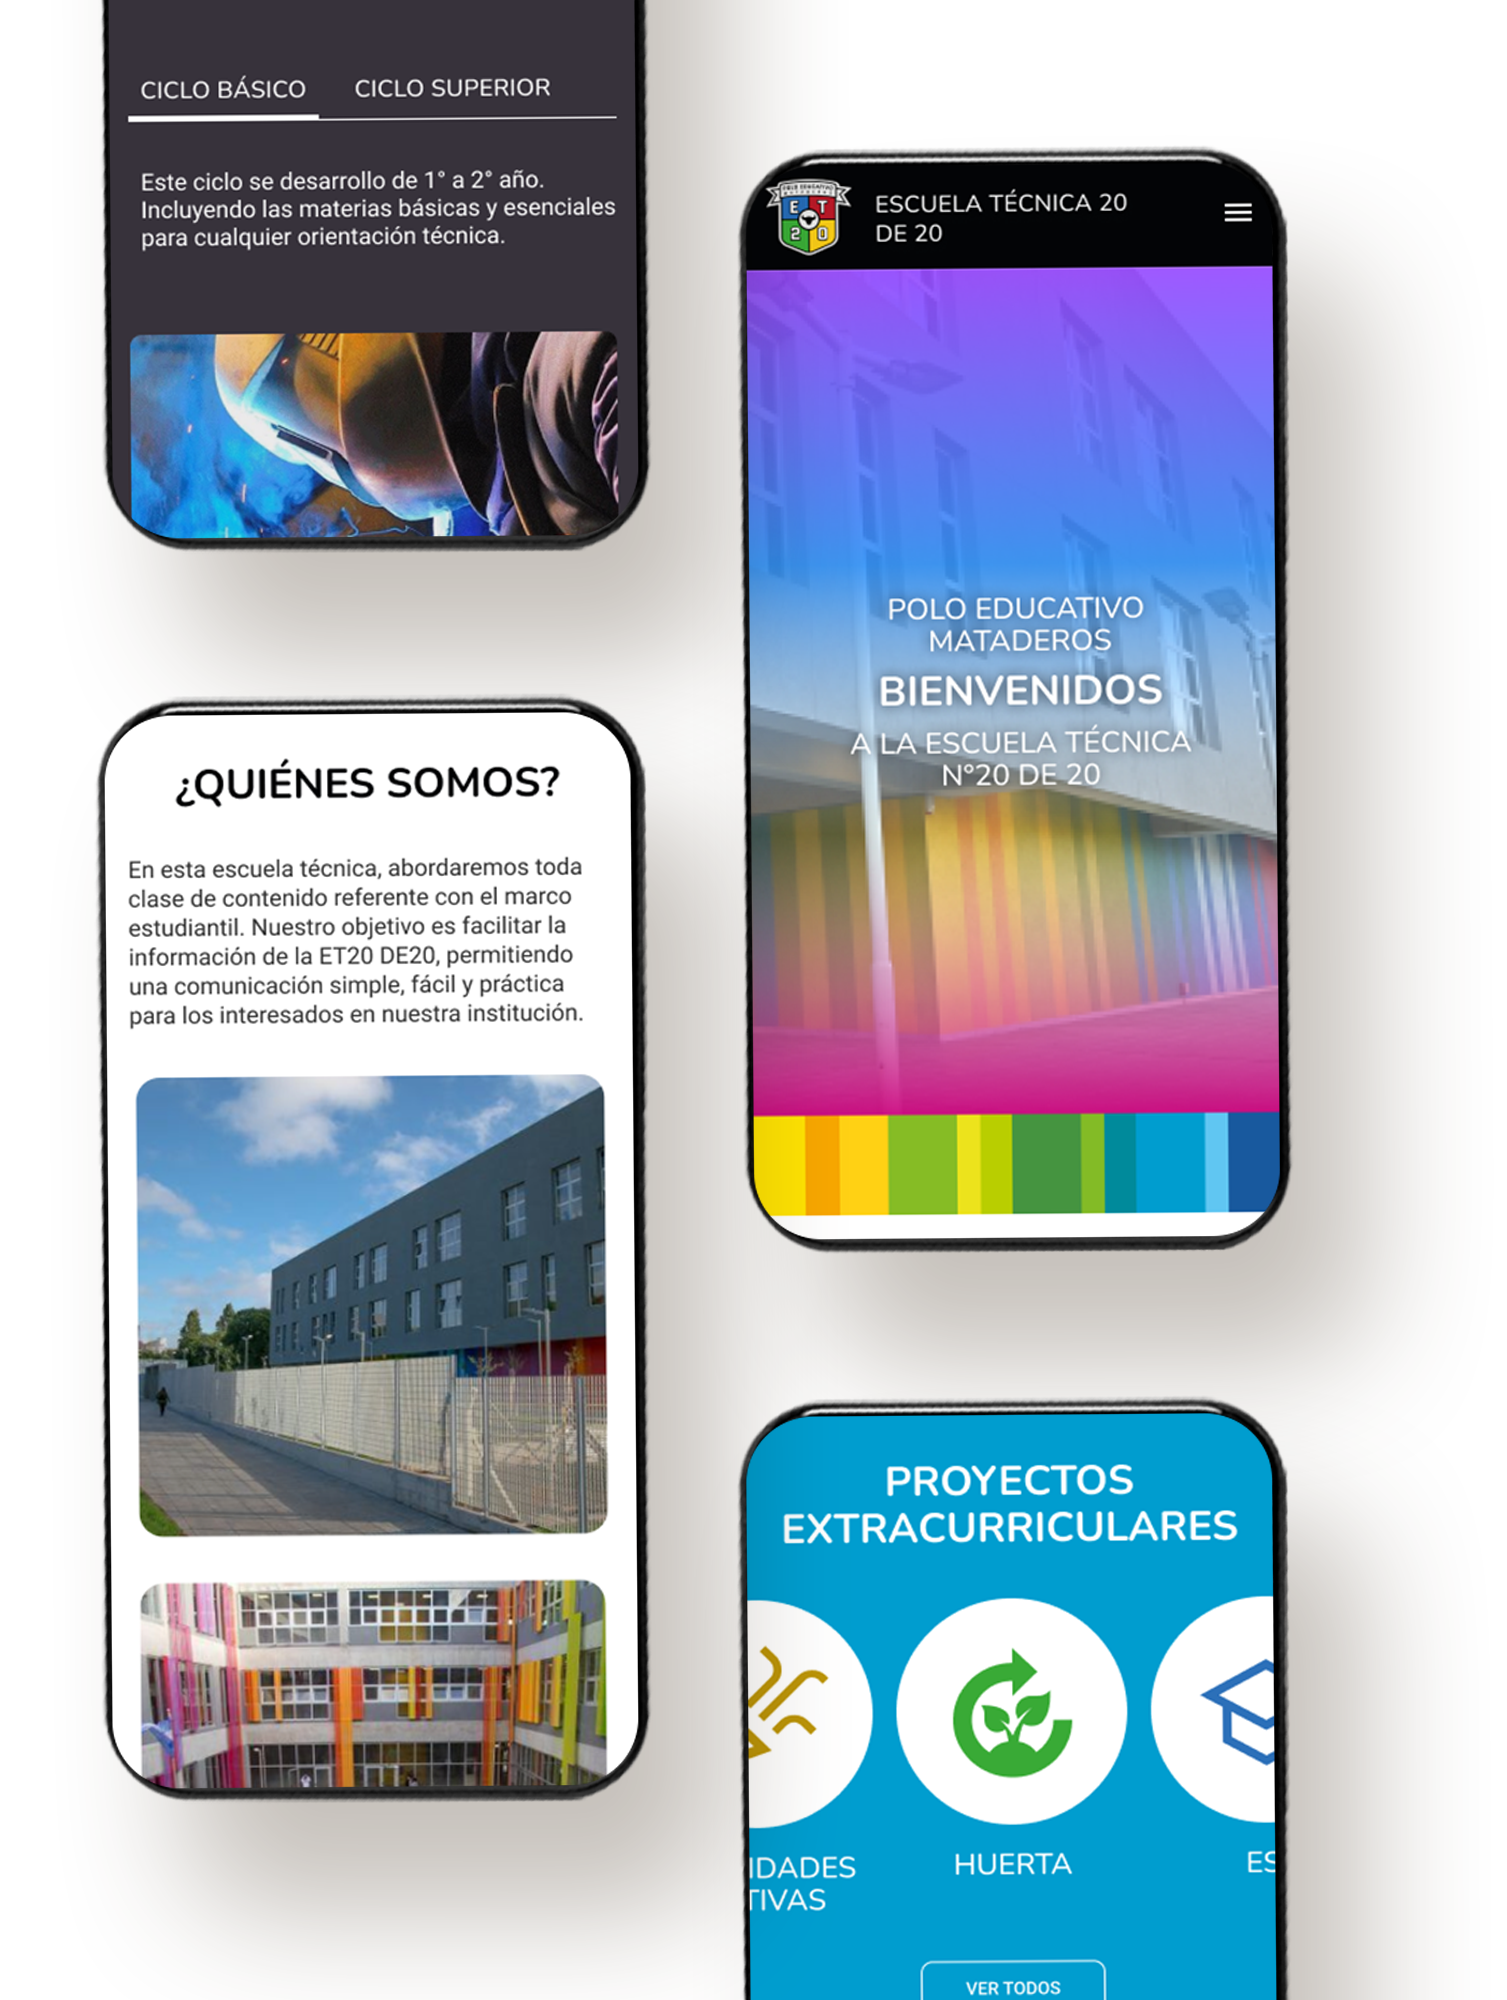 CICLO BÁSICO
CICLO SUPERIOR
Este ciclo se desarrollo de 1° a 2° año.
Incluyendo las materias básicas y esenciales
para cualquier orientación técnica.
¿QUIÉNES SOMOS?
En esta escuela técnica, abordaremos toda
clase de contenido referente con el marco
estudiantil. Nuestro objetivo es facilitar la
información de la ET20 DE20, permitiendo
una comunicación simple, fácil y práctica
para los interesados en nuestra institución.
POLO EDUCATIVO
MATADEROS
E T
2 0
ESCUELA TÉCNICA 20
DE 20
POLO EDUCATIVO
MATADEROS
BIENVENIDOS
A LA ESCUELA TÉCNICA
N°20 DE 20
PROYECTOS
EXTRACURRICULARES
IDADES
TIVAS
HUERTA
ES
VER TODOS